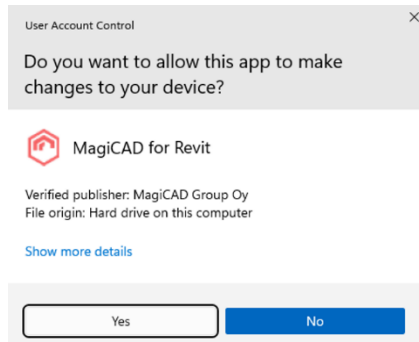 User Account Control
Do you want to allow this app to make
changes to your device?
MagiCAD for Revit
Verified publisher: MagiCAD Group Oy
File origin: Hard drive on this computer
Show more details
Yes
No